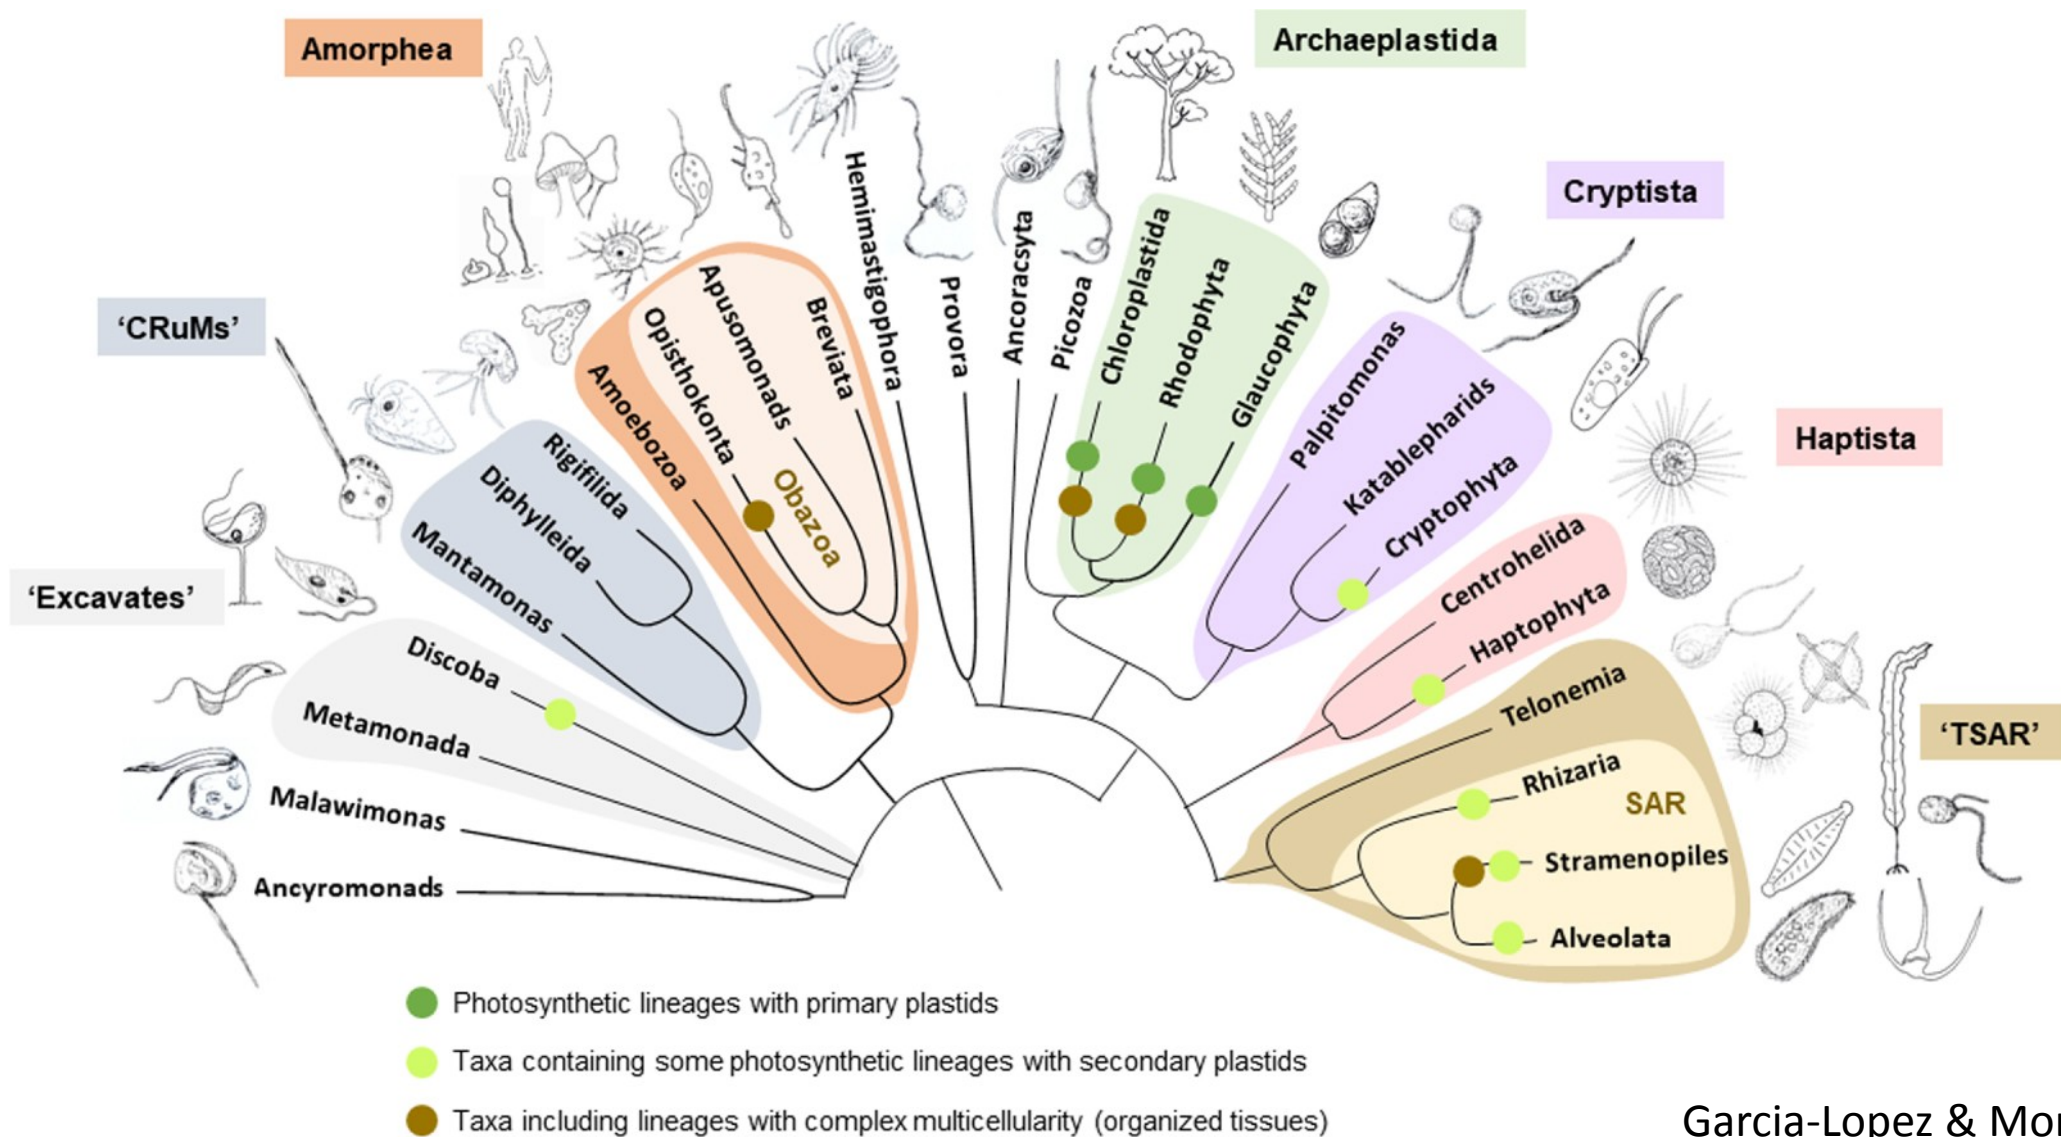 Amorphea
Archaeplastida
Cryptista
‘CRuMs’
Haptista
‘Excavates’
‘TSAR’
Ancyromonads
Malawimonas
Metamonada
Discoba
Mantamonas
Diphylleida
Rigifilida
Amoebozoa
Opisthokonta
Obazoa
Apusomonads
Breviata
Hemimastigophora
Provora
Ancoracsyta
Picozoa
Chloroplastida
Rhodophyta
Glaucophyta
Palpitomonas
Katablepharids
Cryptophyta
Centrohelida
Haptophyta
Telonemia
Rhizaria
SAR
Stramenopiles
Alveolata
Photosynthetic lineages with primary plastids
Taxa containing some photosynthetic lineages with secondary plastids
Taxa including lineages with complex multicellularity (organized tissues)
Garcia-Lopez & Mor